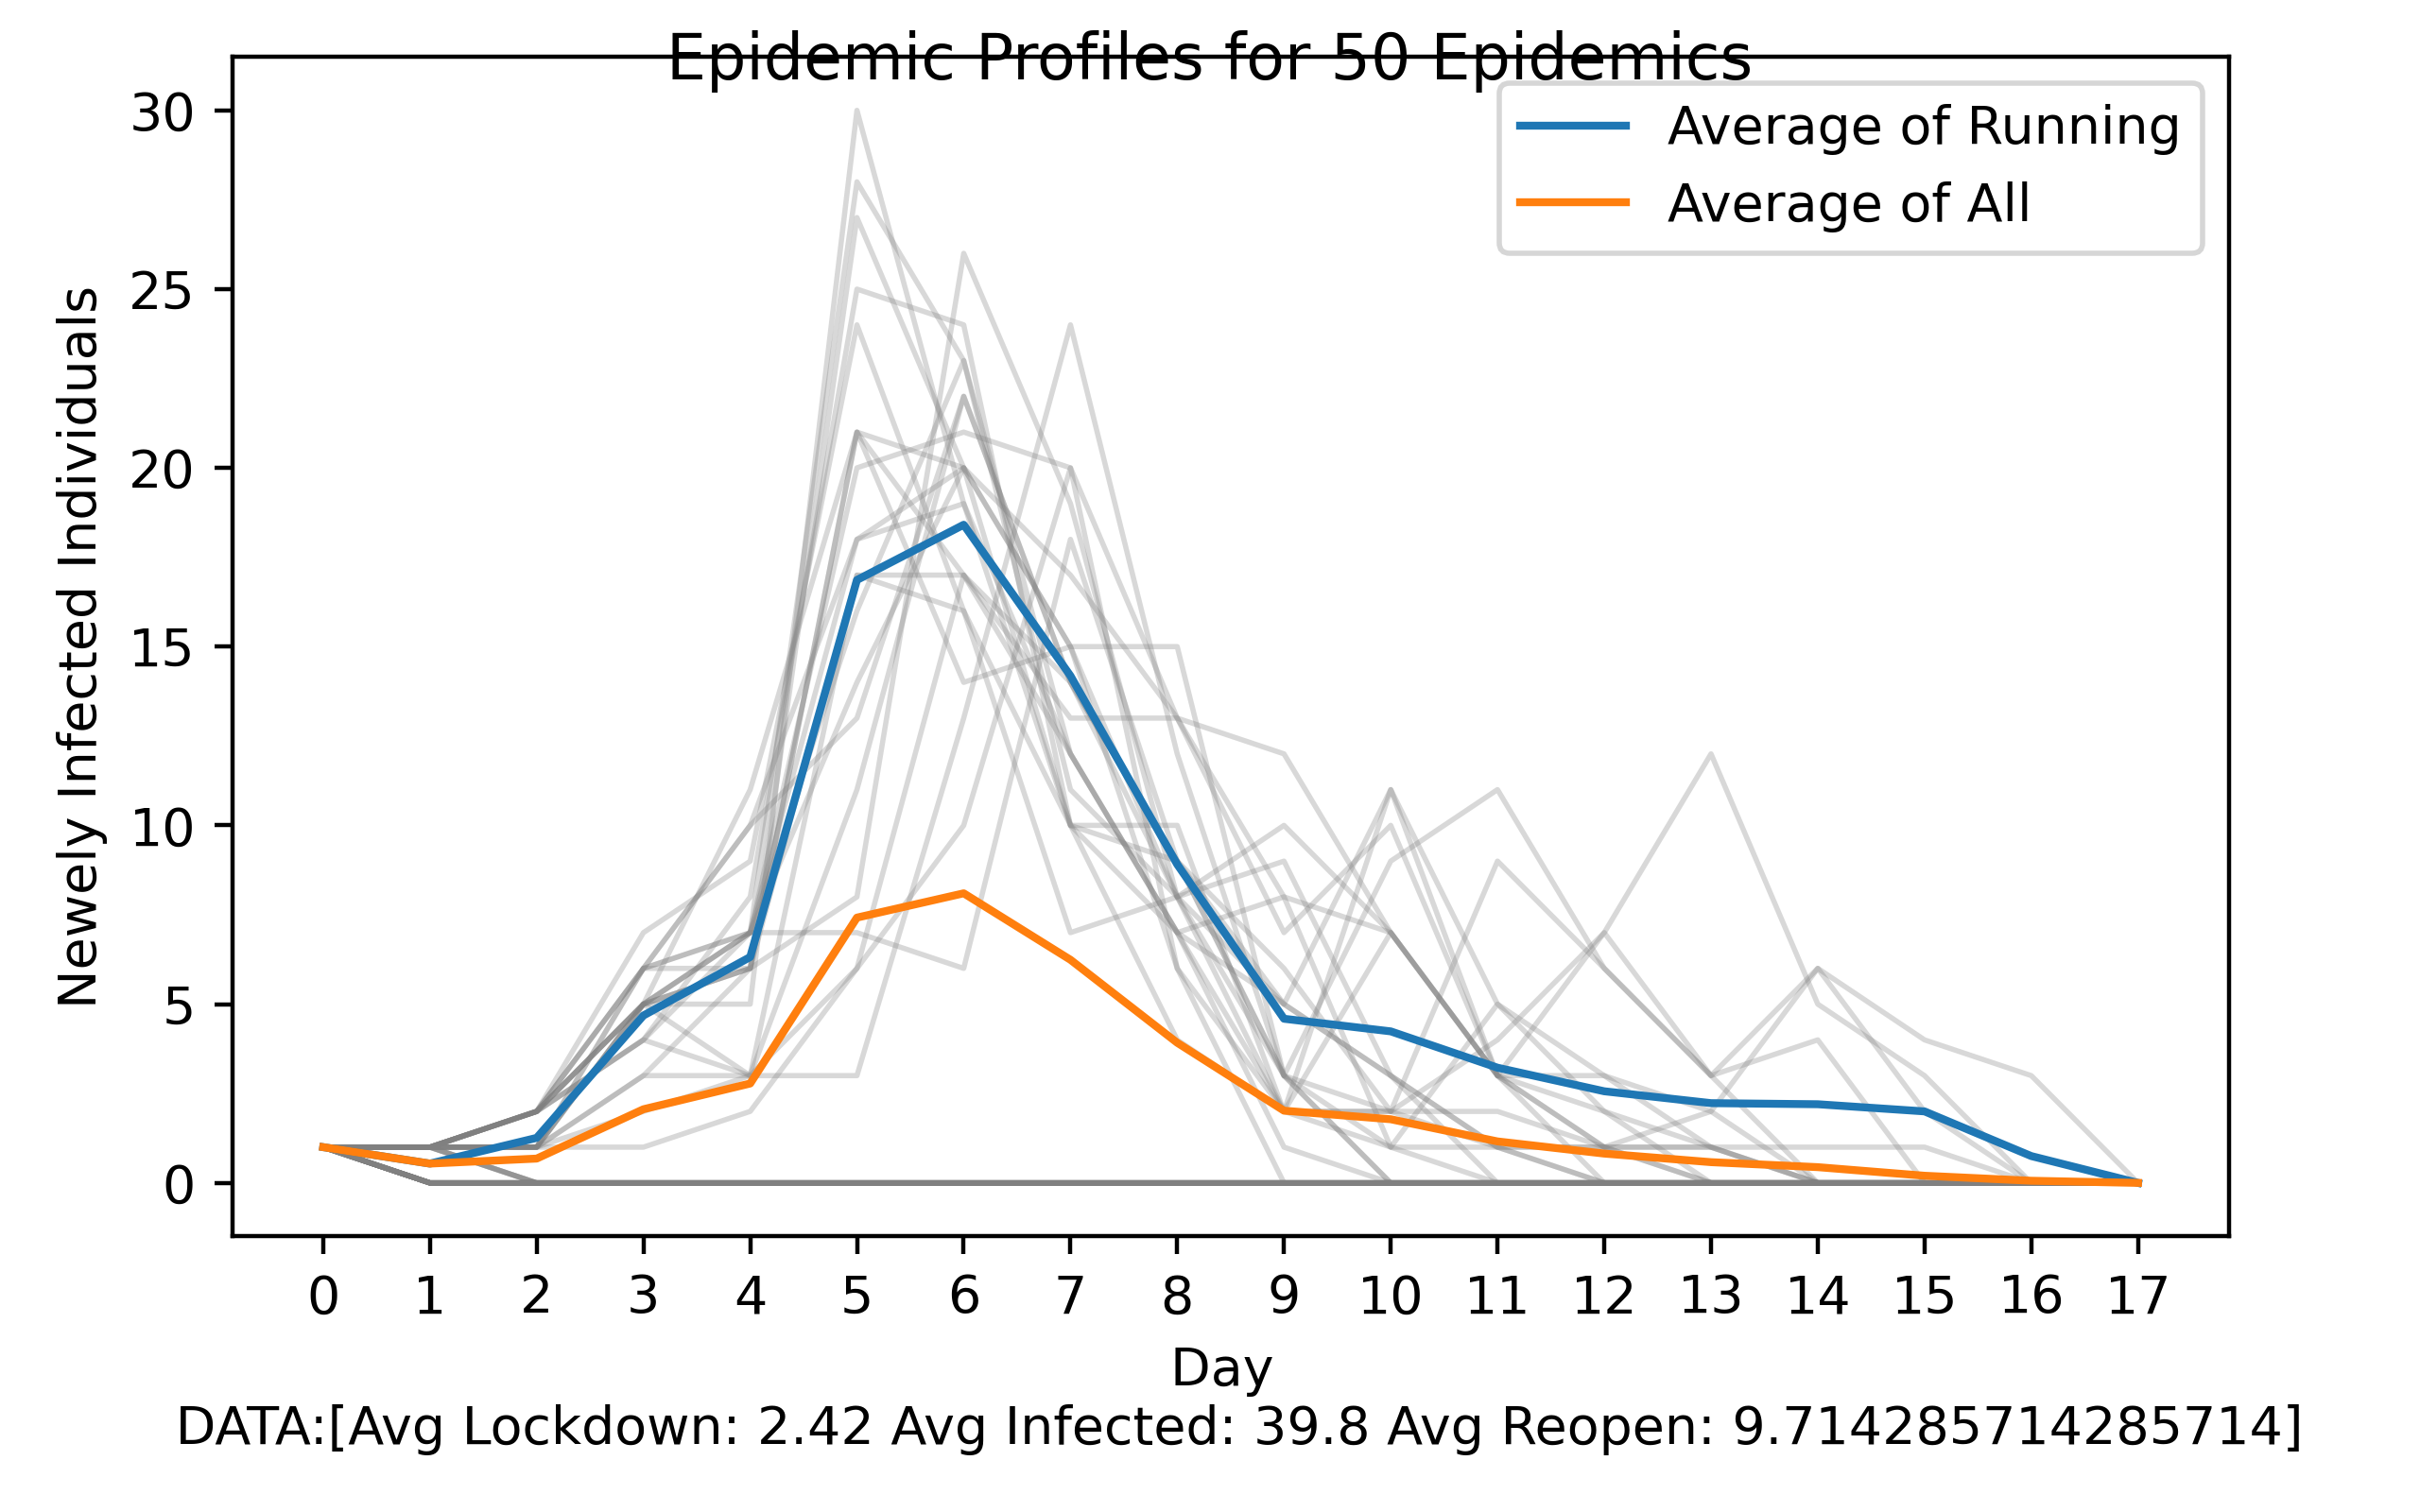 Epidemic Profiles for 50 Epidemics
Average of Running
Average of All
Newely Infected Individuals
30
25
20
15
10
5
0
0 1 2 3 4 5 6 7 8 9 10 11 12 13 14 15 16 17
Day
DATA:[Avg Lockdown: 2.42 Avg Infected: 39.8 Avg Reopen: 9.714285714285714]